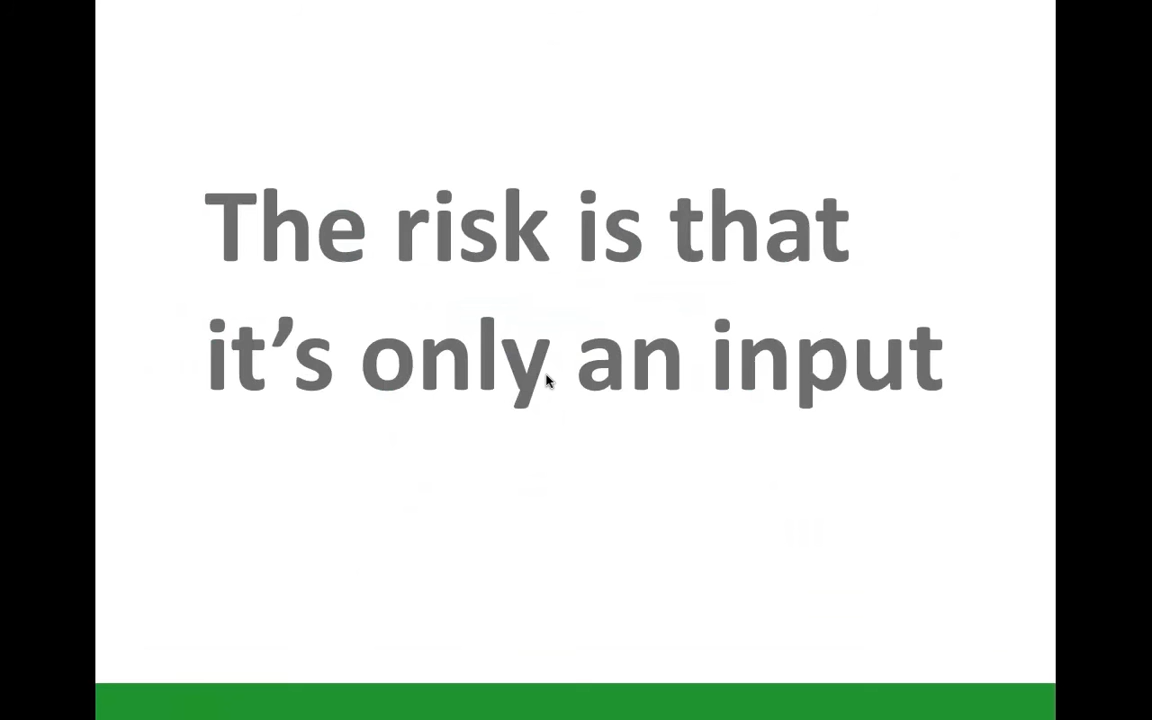 The risk is that
it’s only an input